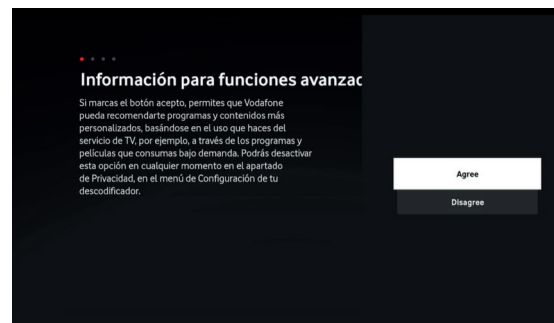 Información para funciones avanzac
Si marcas el botón acepto, permites que Vodafone
pueda recomendarte programas y contenidos más
personalizados, basándose en el uso que haces del
servicio de TV, por ejemplo, a través de los programas y
películas que consumas bajo demanda. Podrás desactivar
esta opción en cualquier momento en el apartado
de Privacidad, en el menú de Configuración de tu
descodificador.
Agree
Disagree